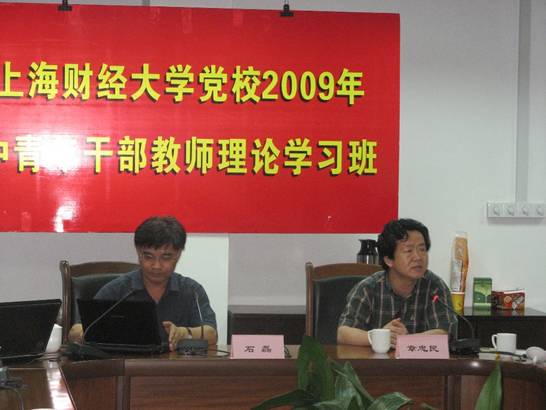 上海财经大学党校2009年
中青年干部教师理论学习班
石磊
章忠民